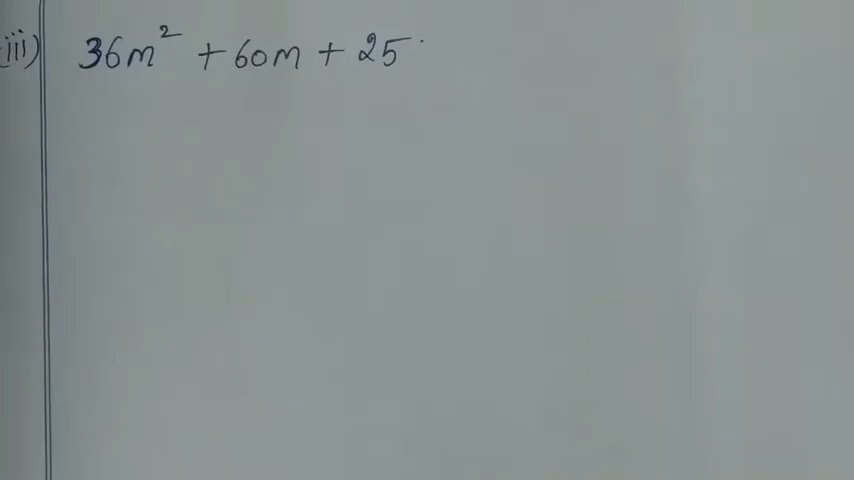 (iii) 36m² + 60m + 25.